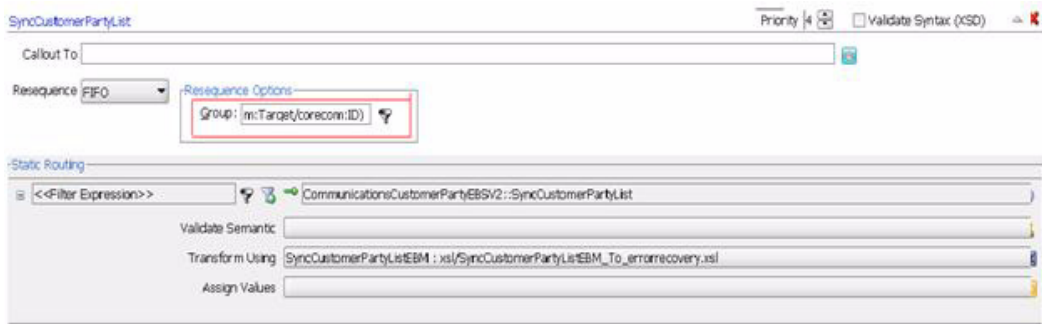 SyncCustomerPartyList Priority 4 Validate Syntax (XSD)
Callout To
Resequence FIFO Resequence Options
Group: m:Target/corecom:ID)
Static Routing
<<Filter Expression>> CommunicationsCustomerPartyEBSV2::SyncCustomerPartyList
Validate Semantic
Transform Using SyncCustomerPartyListEBM : xsl/SyncCustomerPartyListEBM_To_errorrecovery.xsl
Assign Values